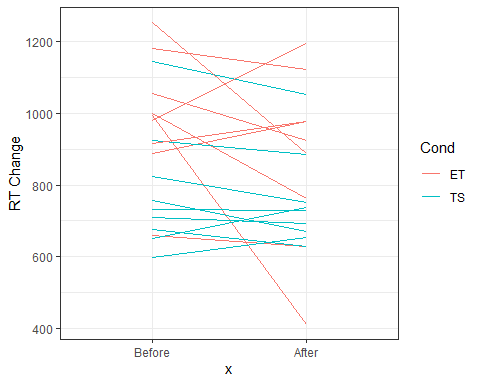 RT Change
1200
1000
800
600
400
Before
After
x
Cond
ET
TS